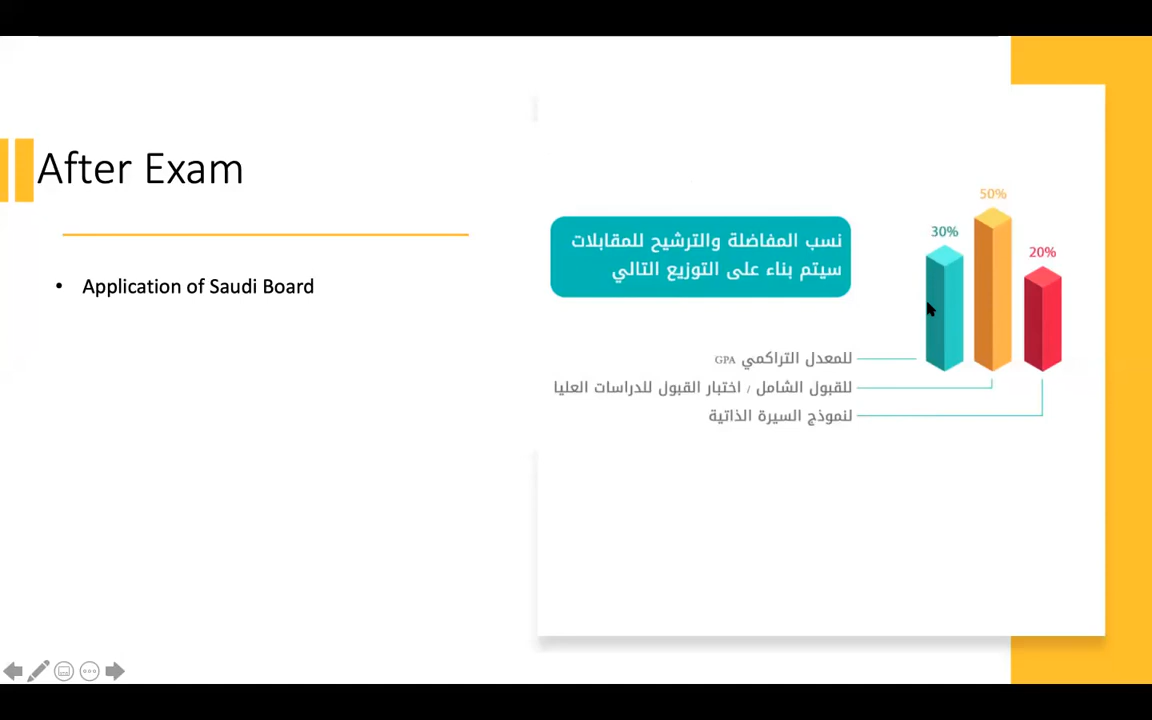 After Exam
• Application of Saudi Board
نسب المفاضلة والترشيح للمقابلات
سيتم بناء على التوزيع التالي
30%
50%
20%
للمعدل التراكمي GPA
للقبول الشامل / اختبار القبول للدراسات العليا
لنموذج السيرة الذاتية